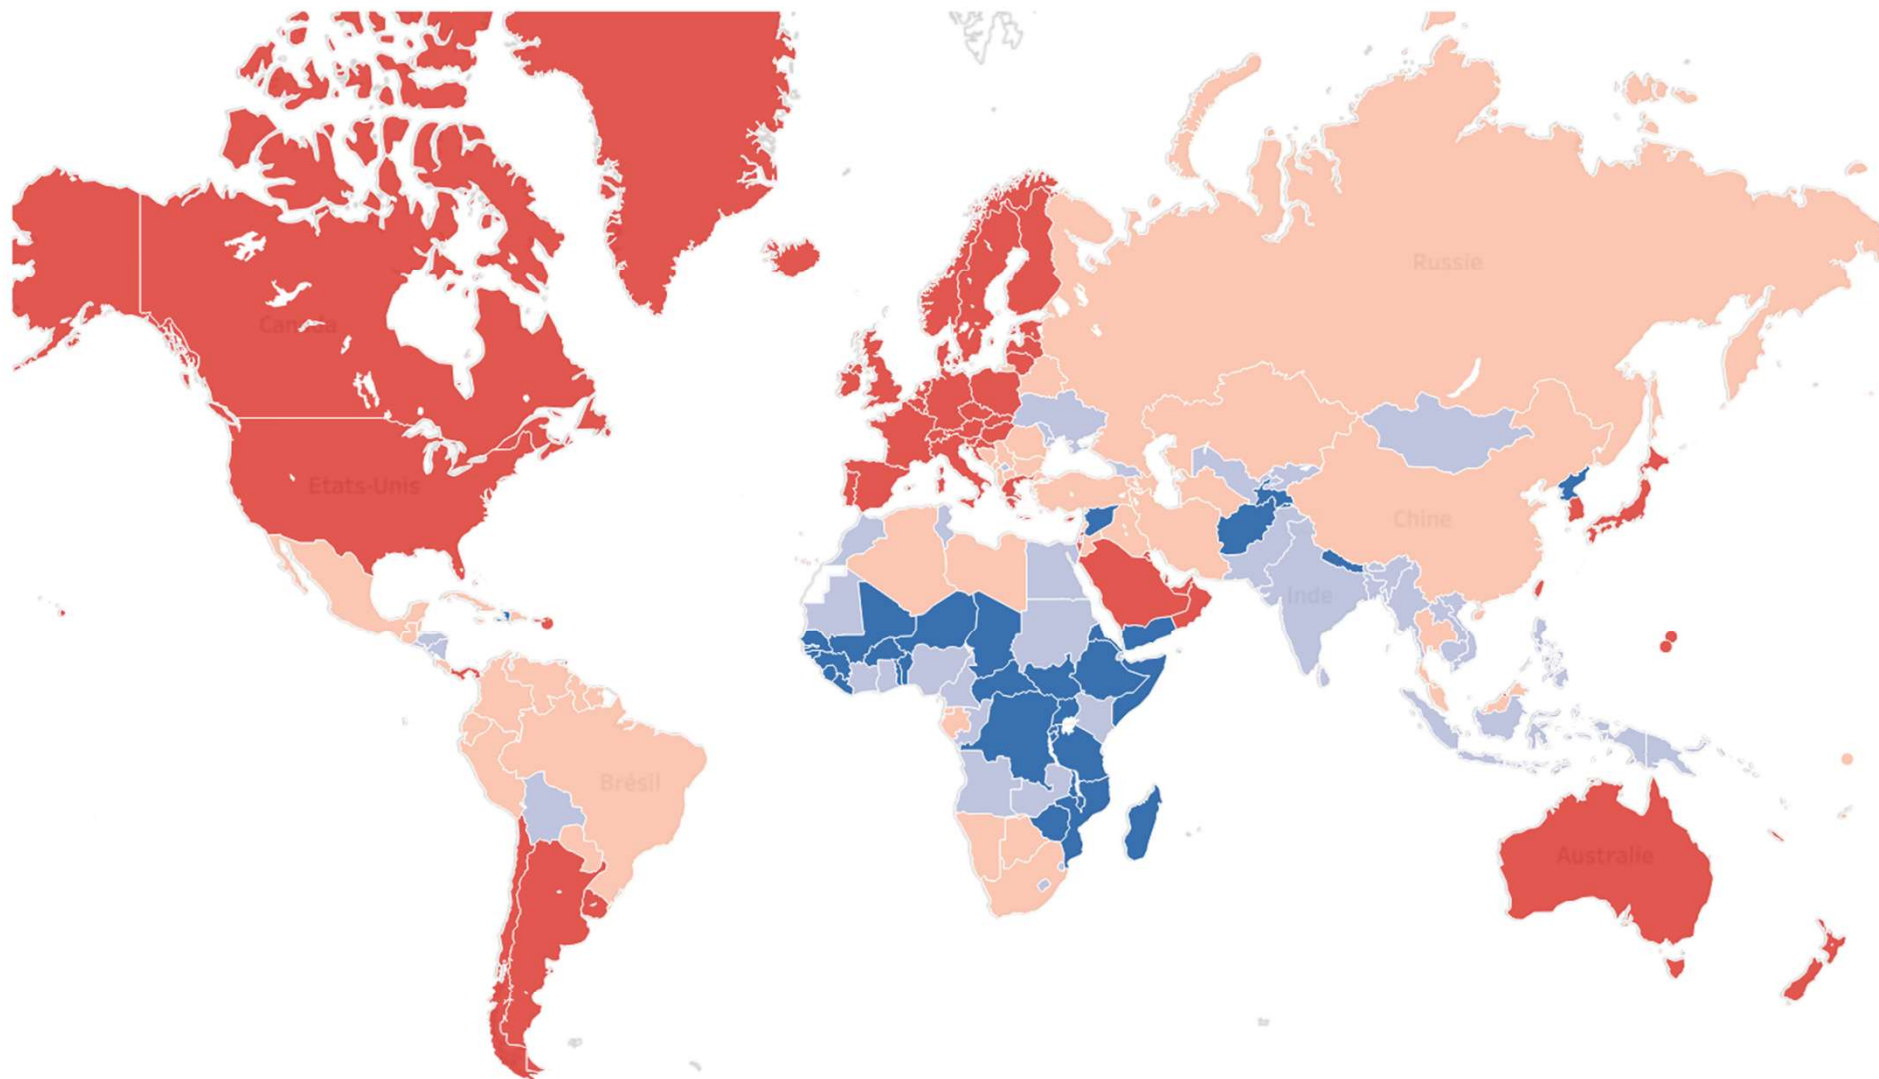 Russie
Canada
Etats-Unis
Chine
Inde
Brésil
Australie